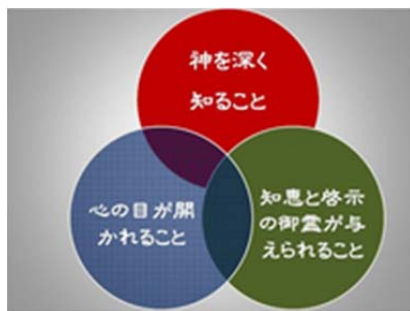 神を深く
知ること
心の目が開
かれること
知恵と啓示
の御霊が与
えられること